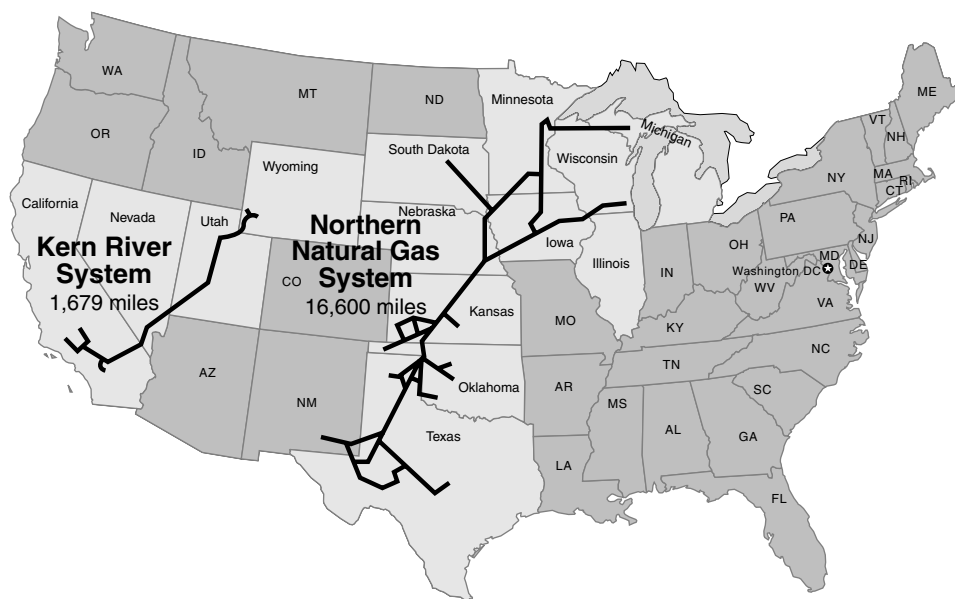 WA
MT
ND
Minnesota
ME
VT
NH
OR
ID
South Dakota
Michigan
Wisconsin
Wyoming
NY
MA
RI
CT
California
Nevada
Utah
Nebraska
Iowa
Illinois
IN
OH
PA
NJ
MD
DE
Washington DC
WV
VA
Kern River
System
1,679 miles
Northern
Natural Gas
System
16,600 miles
CO
Kansas
MO
KY
NC
TN
AZ
NM
Oklahoma
AR
SC
MS
AL
GA
Texas
LA
FL